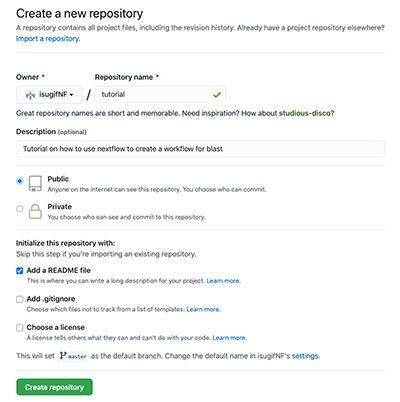 Create a new repository
A repository contains all project files, including the revision history. Already have a project repository elsewhere?
Import a repository.
Owner * Repository name *
isugifNF / tutorial
Great repository names are short and memorable. Need inspiration? How about studious-disco?
Description (optional)
Tutorial on how to use nextflow to create a workflow for blast
Public
Anyone on the internet can see this repository. You choose who can commit.
Private
You choose who can see and commit to this repository.
Initialize this repository with:
Skip this step if you're importing an existing repository.
Add a README file
This is where you can write a long description for your project. Learn more.
Add .gitignore
Choose which files not to track from a list of templates. Learn more.
Choose a license
A license tells others what they can and can't do with your code. Learn more.
This will set master as the default branch. Change the default name in isugifNF's settings.
Create repository